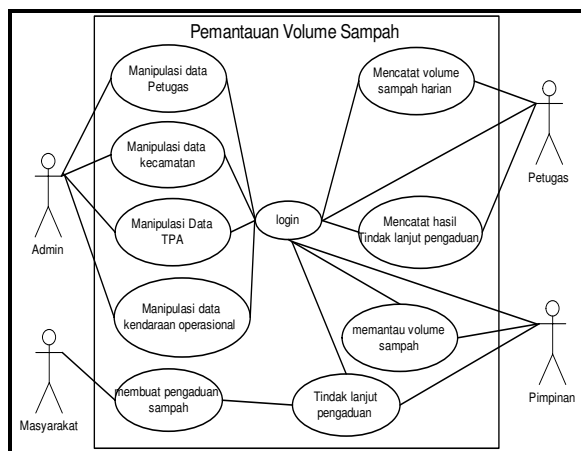 Pemantauan Volume Sampah
Manipulasi data
Petugas
Mencatat volume
sampah harian
Manipulasi data
kecamatan
Petugas
Admin
Manipulasi Data
TPA
login
Mencatat hasil
Tindak lanjut pengaduan
Manipulasi data
kendaraan operasional
memantau volume
sampah
membuat pengaduan
sampah
Tindak lanjut
pengaduan
Masyarakat
Pimpinan